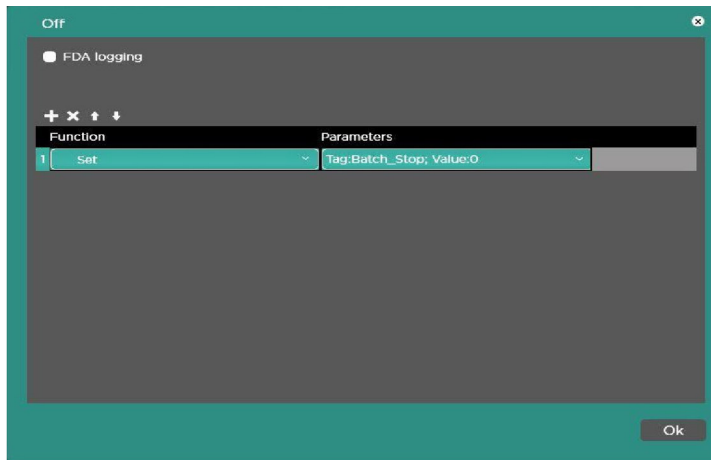 Off
FDA logging
Function Parameters
1 Set Tag:Batch_Stop; Value:0
Ok